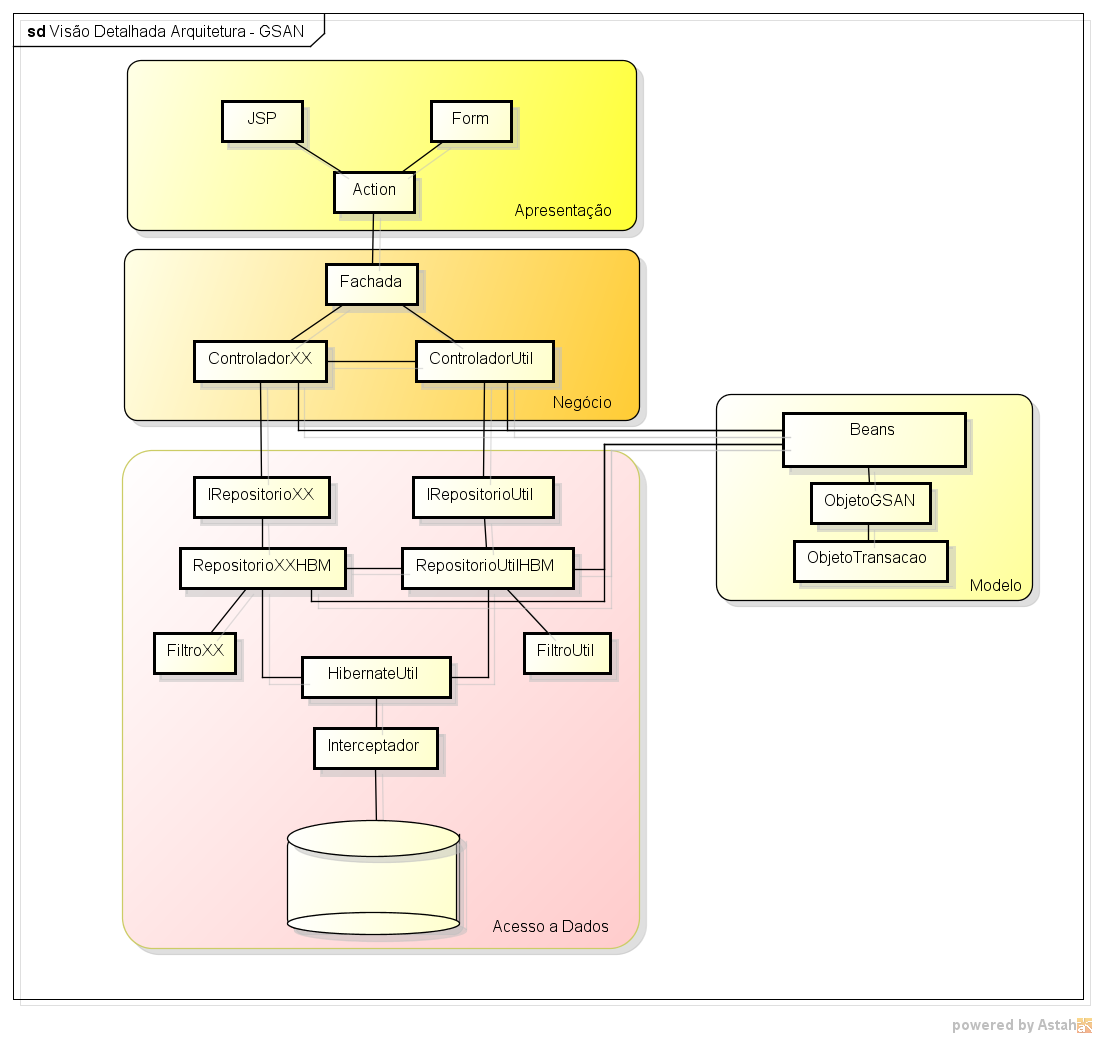 sd Visão Detalhada Arquitetura - GSAN
JSP
Form
Action
Apresentação
Fachada
ControladorXX
ControladorUtil
Negócio
Beans
ObjetoGSAN
ObjetoTransacao
Modelo
IRepositorioXX
IRepositorioUtil
RepositorioXXHBM
RepositorioUtilHBM
FiltroXX
FiltroUtil
HibernateUtil
Interceptador
Acesso a Dados
powered by Astah